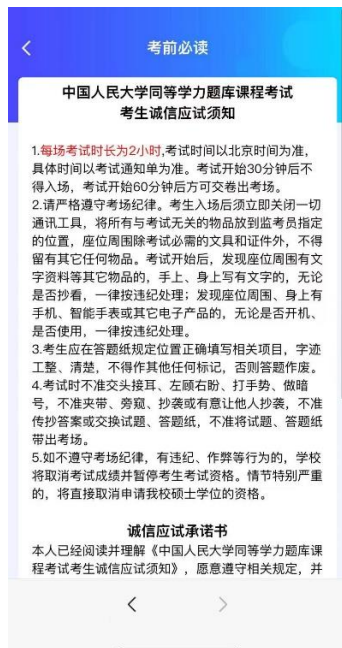 考前必读
中国人民大学同等学力题库课程考试
考生诚信应试须知
1.每场考试时长为2小时,考试时间以北京时间为准，
具体时间以考试通知单为准。考试开始30分钟后不
得入场，考试开始60分钟后方可交卷出考场。
2.请严格遵守考场纪律。考生入场后须立即关闭一切
通讯工具，将所有与考试无关的物品放到监考员指定
的位置，座位周围除考试必需的文具和证件外，不得
留有其它任何物品。考试开始后，发现座位周围有文
字资料等其它物品的，手上、身上写有文字的，无论
是否抄看，一律按违纪处理；发现座位周围、身上有
手机、智能手表或其它电子产品的，无论是否开机、
是否使用，一律按违纪处理。
3.考生应在答题纸规定位置正确填写相关项目，字迹
工整、清楚，不得作其他任何标记，否则答题作废。
4.考试时不准交头接耳、左顾右盼、打手势、做暗
号，不准夹带、旁窥、抄袭或有意让他人抄袭，不准
传抄答案或交换试题、答题纸，不准将试题、答题纸
带出考场。
5.如不遵守考场纪律，有违纪、作弊等行为的，学校
将取消考试成绩并暂停考生考试资格。情节特别严重
的，将直接取消申请我校硕士学位的资格。
诚信应试承诺书
本人已经阅读并理解《中国人民大学同等学力题库课
程考试考生诚信应试须知》，愿意遵守相关规定，并